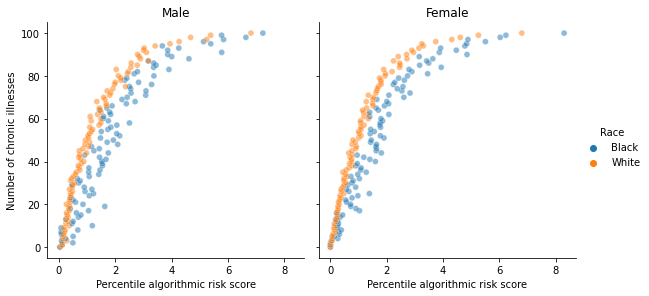 Male
Female
100
80
60
40
20
0
Number of chronic illnesses
0 2 4 6 8
0 2 4 6 8
Percentile algorithmic risk score
Percentile algorithmic risk score
Race
Black
White